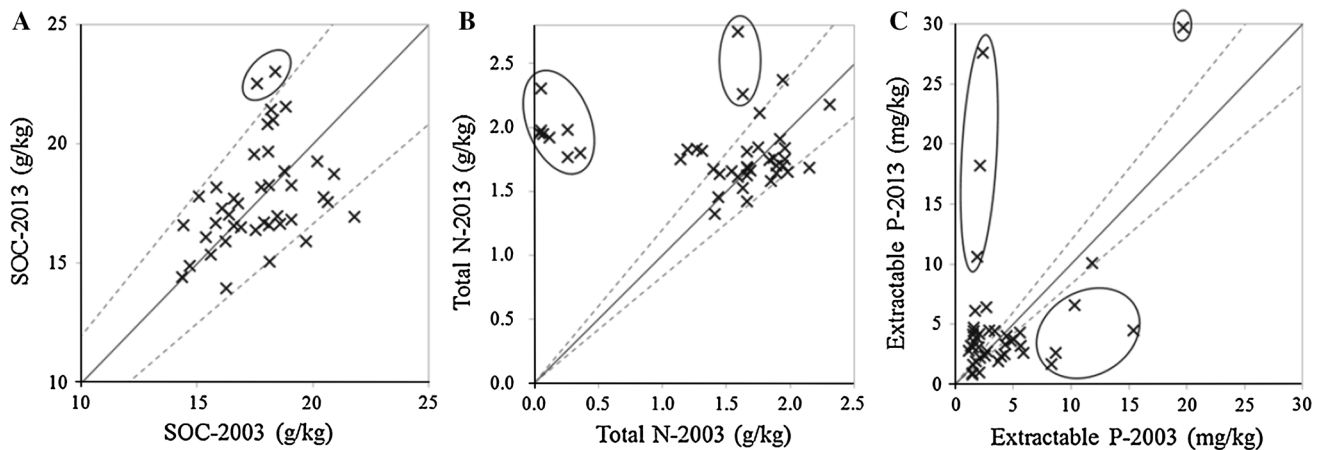 A
SOC-2013 (g/kg)
25
20
15
10
10 15 20 25
SOC-2003 (g/kg)
B
Total N-2013 (g/kg)
2.5
2.0
1.5
1.0
0.5
0.0
0.0 0.5 1.0 1.5 2.0 2.5
Total N-2003 (g/kg)
C
Extractable P-2013 (mg/kg)
30
25
20
15
10
5
0
0 5 10 15 20 25 30
Extractable P-2003 (mg/kg)